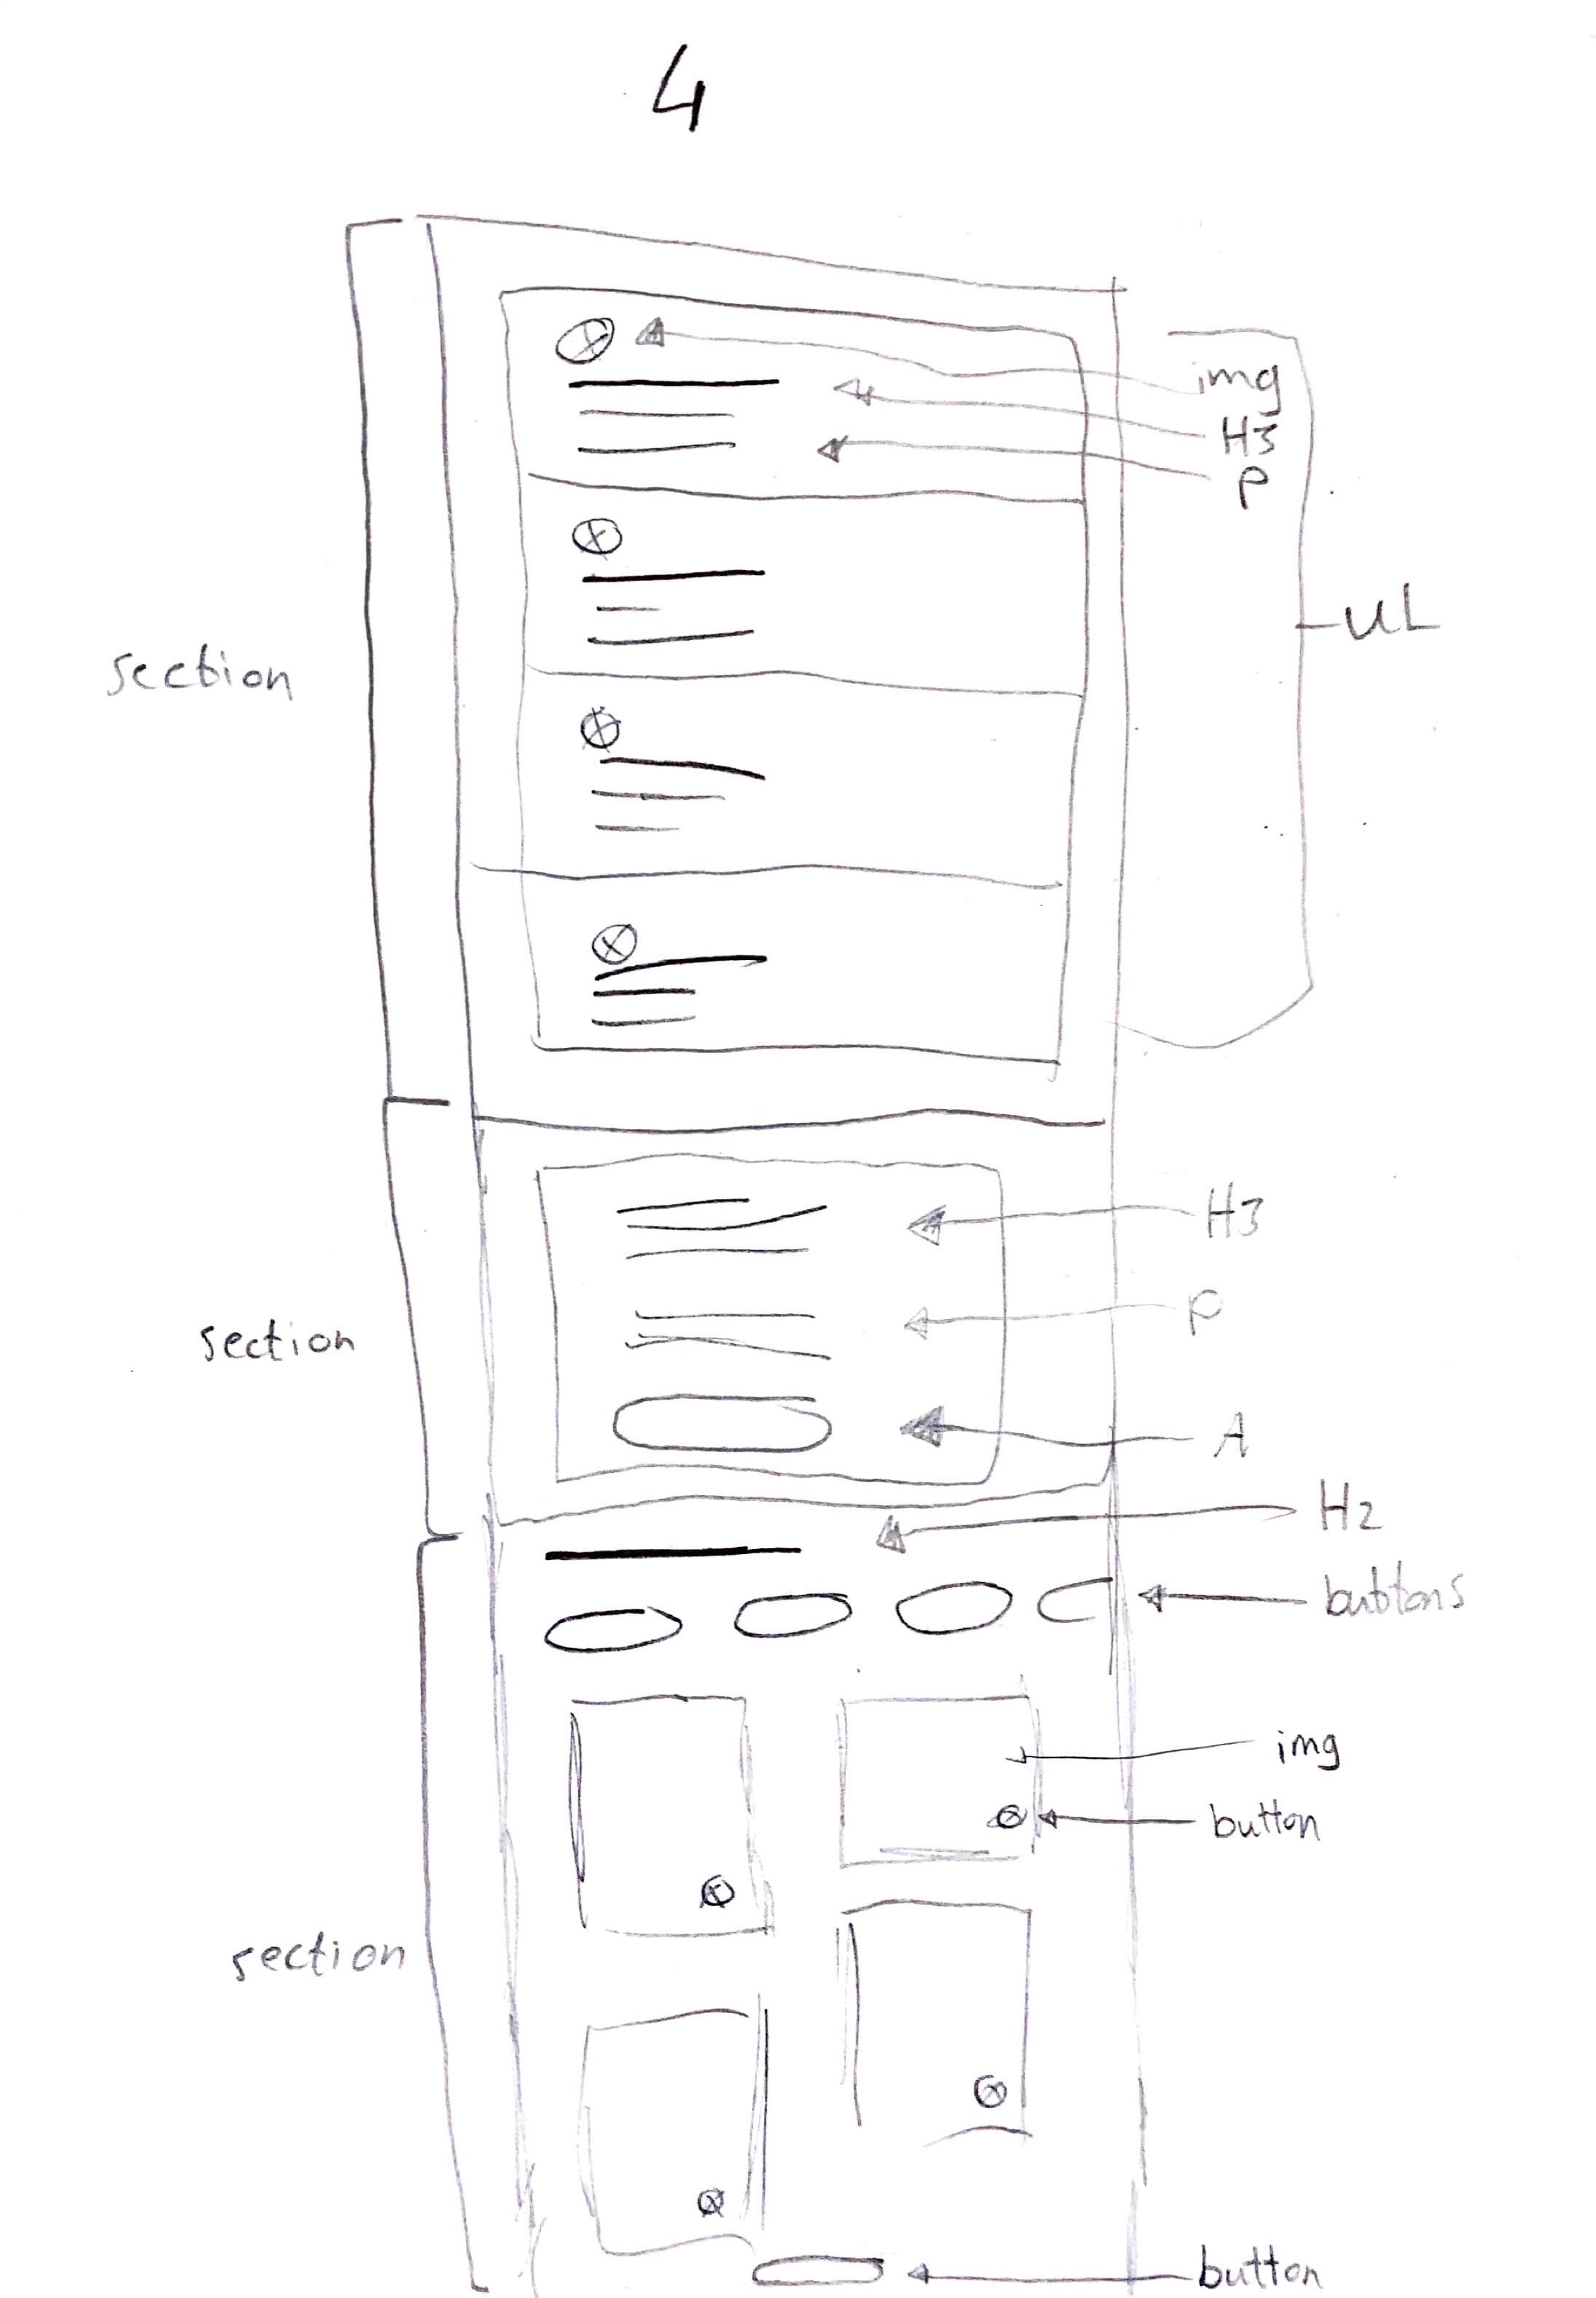 4
img
H3
P
UL
section
H3
P
section
A
H2
buttons
img
button
section
button